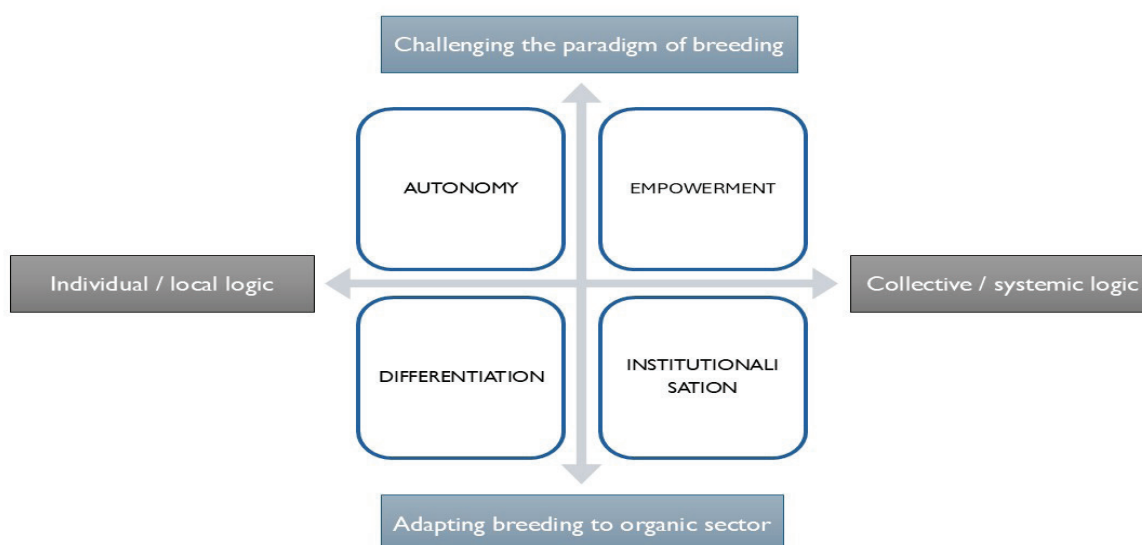 Challenging the paradigm of breeding
AUTONOMY
EMPOWERMENT
Individual / local logic
Collective / systemic logic
DIFFERENTIATION
INSTITUTIONALI
SATION
Adapting breeding to organic sector